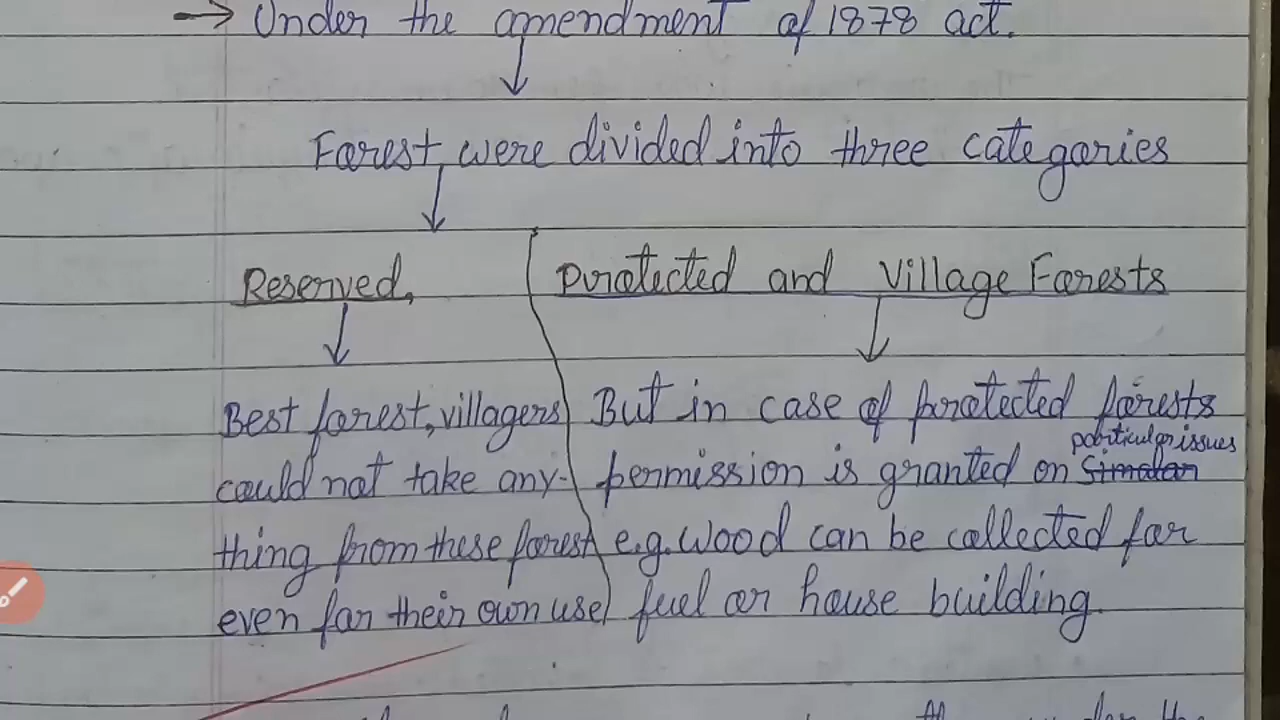 → Under the amendment of 1878 act.
Forest were divided into three categories
Reserved,
Best forest, villagers
could not take any-
thing from these forest
even for their own use
Protected and Village Forests
But in case of protected forests
permission is granted on particular issues
e.g. wood can be collected for
fuel or house building.